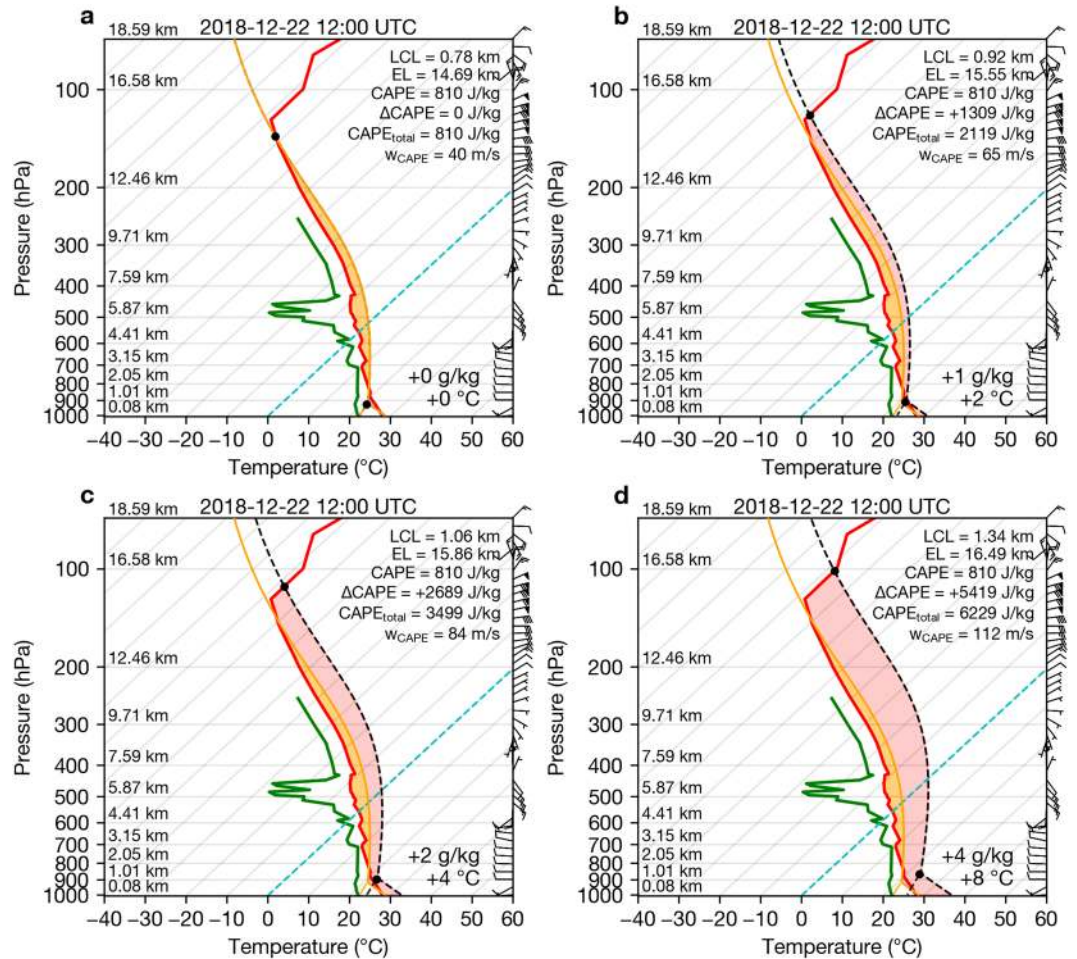 a
2018-12-22 12:00 UTC
18.59 km
LCL = 0.78 km
EL = 14.69 km
16.58 km
CAPE = 810 J/kg
100
ΔCAPE = 0 J/kg
CAPEtotal = 810 J/kg
wCAPE = 40 m/s
12.46 km
200
9.71 km
300
7.59 km
400
5.87 km
500
4.41 km
600
3.15 km
700
2.05 km
+0 g/kg
1.01 km
900
+0 °C
0.08 km
1000
−40 −30 −20 −10 0 10 20 30 40 50 60
Temperature (°C)
Pressure (hPa)
b
2018-12-22 12:00 UTC
18.59 km
LCL = 0.92 km
EL = 15.55 km
16.58 km
CAPE = 810 J/kg
100
ΔCAPE = +1309 J/kg
CAPEtotal = 2119 J/kg
wCAPE = 65 m/s
12.46 km
200
9.71 km
300
7.59 km
400
5.87 km
500
4.41 km
600
3.15 km
700
2.05 km
+1 g/kg
1.01 km
900
+2 °C
0.08 km
1000
−40 −30 −20 −10 0 10 20 30 40 50 60
Temperature (°C)
Pressure (hPa)
c
2018-12-22 12:00 UTC
18.59 km
LCL = 1.06 km
EL = 15.86 km
16.58 km
CAPE = 810 J/kg
100
ΔCAPE = +2689 J/kg
CAPEtotal = 3499 J/kg
wCAPE = 84 m/s
12.46 km
200
9.71 km
300
7.59 km
400
5.87 km
500
4.41 km
600
3.15 km
700
2.05 km
+2 g/kg
1.01 km
900
+4 °C
0.08 km
1000
−40 −30 −20 −10 0 10 20 30 40 50 60
Temperature (°C)
Pressure (hPa)
d
2018-12-22 12:00 UTC
18.59 km
LCL = 1.34 km
EL = 16.49 km
16.58 km
CAPE = 810 J/kg
100
ΔCAPE = +5419 J/kg
CAPEtotal = 6229 J/kg
wCAPE = 112 m/s
12.46 km
200
9.71 km
300
7.59 km
400
5.87 km
500
4.41 km
600
3.15 km
700
2.05 km
+4 g/kg
1.01 km
900
+8 °C
0.08 km
1000
−40 −30 −20 −10 0 10 20 30 40 50 60
Temperature (°C)
Pressure (hPa)